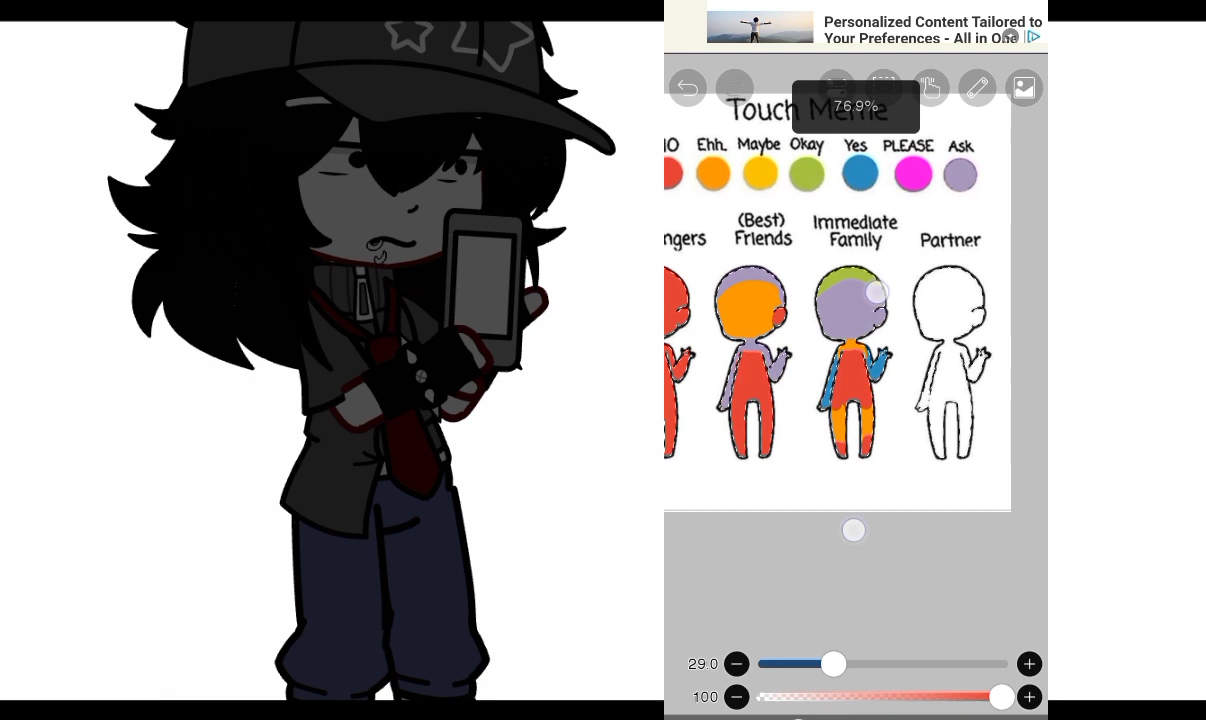 Personalized Content Tailored to
Your Preferences - All in One
76.9%
Touch Meme
Ehh. Maybe Okay Yes PLEASE Ask
(Best) Friends
Immediate Family
Partner
29.0
100